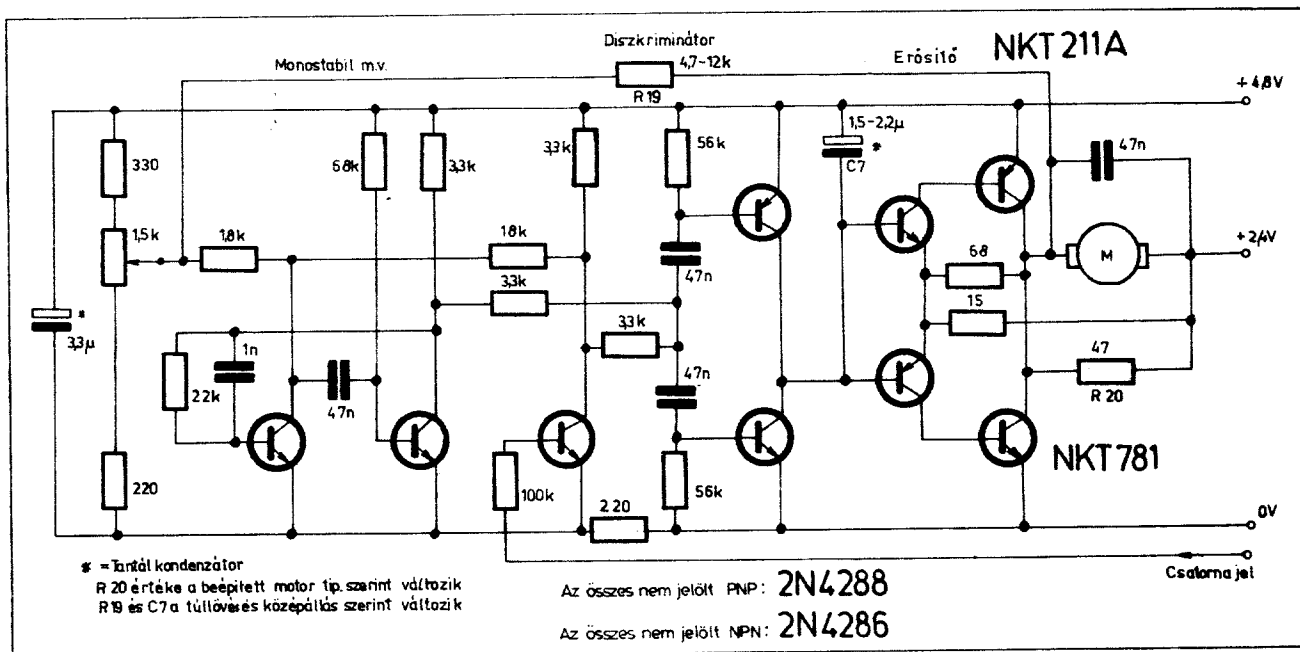 Diszkriminátor
NKT 211A
Monostabil m.v.
4,7-12k
Erősítő
R19
+4,8V
330
68k
3,3k
3,3k
56k
1,5-2,2µ
*
C7
47n
1,5k
1,8k
18k
47n
68
M
+2,4V
3,3k
15
*
3,3µ
1n
3,3k
47
22k
47n
47n
R 20
NKT781
220
100k
56k
220
0V
* = Tantál kondenzátor
Csatorna jel
R 20 értéke a beépített motor tip. szerint változik
Az összes nem jelölt PNP: 2N4288
R19 és C7 a túllövés és középállás szerint változik
Az összes nem jelölt NPN: 2N4286